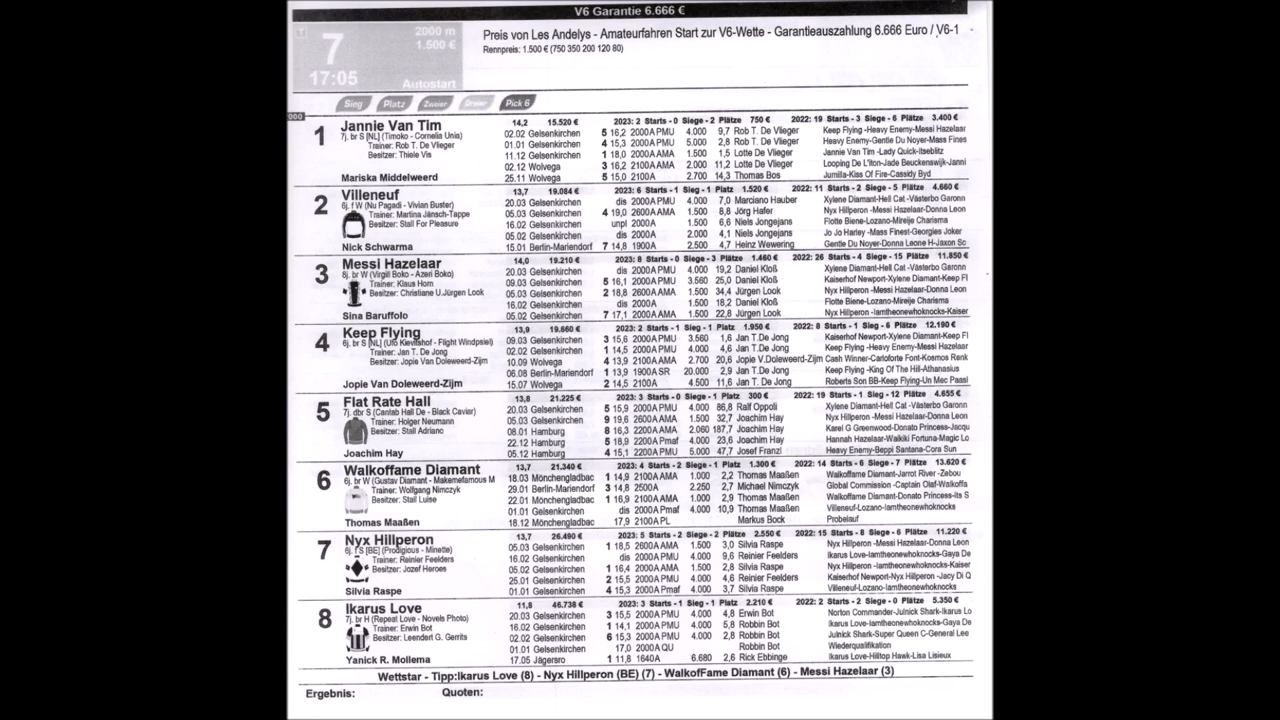 V6 Garantie 6.666 €
7
2000 m
1.500 €
17:05
Autostart
Preis von Les Andelys - Amateurfahren Start zur V6-Wette - Garantieauszahlung 6.666 Euro / V6-1
Rennpreis: 1.500 € (750 350 200 120 80)
Sieg Platz Zweier Dreier Pick 6
000
1 Jannie Van Tim 14,2 15.520 € 2023: 2 Starts - 0 Siege - 2 Plätze 750 € 2022: 19 Starts - 3 Siege - 6 Plätze 3.400 €
7j. br S [NL] (Timoko - Cornelis Unia) 02.02 Gelsenkirchen 5 16,2 2000A PMU 4.000 9,7 Rob T. De Vlieger Keep Flying -Heavy Enemy-Messi Hazelaar
Trainer: Rob T. De Vlieger 01.01 Gelsenkirchen 4 15,3 2000A PMU 5.000 2,8 Rob T. De Vlieger Heavy Enemy-Gentle Du Noyer-Mass Fines
Besitzer: Thiele Vis 11.12 Gelsenkirchen 1 18,0 2000A AMA 1.500 1,5 Lotte De Vlieger Jannie Van Tim -Lady Quick-Itseblitz
02.12 Wolvega 3 16,2 2100A AMA 2.000 11,2 Lotte De Vlieger Looping De L'iton-Jade Beuckenswijk-Janni
Mariska Middelweerd 25.11 Wolvega 5 15,0 2100A 2.700 14,3 Thomas Bos Jumilla-Kiss Of Fire-Cassidy Byd
2 Villeneuf 13,7 19.084 € 2023: 6 Starts - 1 Sieg - 1 Platz 1.520 € 2022: 11 Starts - 2 Siege - 5 Plätze 4.660 €
6j. f W (Nu Pagadi - Vivian Buster) 20.03 Gelsenkirchen dis 2000A PMU 4.000 7,0 Marciano Hauber Xylene Diamant-Hell Cat -Västerbo Garonn
Trainer: Martina Jänsch-Tappe 05.03 Gelsenkirchen 4 19,0 2600A AMA 1.500 8,8 Jörg Hafer Nyx Hillperon -Messi Hazelaar-Donna Leon
Besitzer: Stall For Pleasure 16.02 Gelsenkirchen unpl 2000A 1.500 6,6 Niels Jongejans Flotte Biene-Lozano-Mireije Charisma
05.02 Gelsenkirchen dis 2000A 2.000 4,1 Niels Jongejans Jo Jo Harley -Mass Finest-Georgies Joker
Nick Schwarma 15.01 Berlin-Mariendorf 7 14,8 1900A 2.500 4,7 Heinz Wewering Gentle Du Noyer-Donna Leone H-Jaxon Sc
3 Messi Hazelaar 14,0 19.210 € 2023: 8 Starts - 0 Siege - 3 Plätze 1.460 € 2022: 26 Starts - 4 Siege - 15 Plätze 11.850 €
8j. br W (Virgill Boko - Azeri Boko) 20.03 Gelsenkirchen dis 2000A PMU 4.000 19,2 Daniel Kloß Xylene Diamant-Hell Cat -Västerbo Garonn
Trainer: Klaus Horn 09.03 Gelsenkirchen 5 16,1 2000A PMU 3.560 25,0 Daniel Kloß Kaiserhof Newport-Xylene Diamant-Keep Fl
Besitzer: Christiane U.Jürgen Look 05.03 Gelsenkirchen 2 18,8 2600A AMA 1.500 34,4 Jürgen Look Nyx Hillperon -Messi Hazelaar-Donna Leon
16.02 Gelsenkirchen dis 2000A 1.500 18,2 Daniel Kloß Flotte Biene-Lozano-Mireije Charisma
Sina Baruffolo 05.02 Gelsenkirchen 7 17,1 2000A AMA 1.500 22,8 Jürgen Look Nyx Hillperon -Iamtheonewhoknocks-Kaiser
4 Keep Flying 13,9 19.660 € 2023: 2 Starts - 1 Sieg - 1 Platz 1.950 € 2022: 8 Starts - 1 Sieg - 6 Plätze 12.190 €
6j. br S [NL] (Ufo Kievitshof - Flight Windpsiel) 09.03 Gelsenkirchen 3 15,6 2000A PMU 3.560 1,6 Jan T.De Jong Kaiserhof Newport-Xylene Diamant-Keep Fl
Trainer: Jan T. De Jong 02.02 Gelsenkirchen 1 14,5 2000A PMU 4.000 4,6 Jan T.De Jong Keep Flying -Heavy Enemy-Messi Hazelaar
Besitzer: Jopie Van Doleweerd-Zijm 10.09 Wolvega 4 13,9 2100A AMA 2.700 20,6 Jopie V.Doleweerd-Zijm Cash Winner-Carloforte Font-Kosmos Renk
06.08 Berlin-Mariendorf 1 13,9 1900A SR 20.000 2,9 Jan T.De Jong Keep Flying -King Of The Hill-Athanasius
Jopie Van Doleweerd-Zijm 15.07 Wolvega 2 14,5 2100A 4.500 11,6 Jan T.De Jong Roberts Son BB-Keep Flying-Un Mec Paasi
5 Flat Rate Hall 13,8 21.225 € 2023: 3 Starts - 0 Siege - 1 Platz 300 € 2022: 19 Starts - 1 Sieg - 12 Plätze 4.655 €
7j. dbr S (Cantab Hall De - Black Caviar) 20.03 Gelsenkirchen 5 15,9 2000A PMU 4.000 86,8 Ralf Oppoli Xylene Diamant-Hell Cat -Västerbo Garonn
Trainer: Holger Neumann 05.03 Gelsenkirchen 9 19,6 2600A AMA 1.500 32,7 Joachim Hay Nyx Hillperon -Messi Hazelaar-Donna Leon
Besitzer: Stall Adriano 08.01 Hamburg 8 16,3 2200A AMA 2.060 187,7 Joachim Hay Karel G Greenwood-Donato Princess-Jacqu
22.12 Hamburg 5 18,9 2200A Pmaf 4.000 23,6 Joachim Hay Hannah Hazelaar-Walkiki Fortuna-Magic Lo
Joachim Hay 05.12 Hamburg 4 15,1 2200A PMU 5.000 47,7 Josef Franzl Heavy Enemy-Beppi Santana-Cora Sun
6 Walkoffame Diamant 13,7 21.340 € 2023: 4 Starts - 2 Siege - 1 Platz 1.300 € 2022: 14 Starts - 6 Siege - 7 Plätze 13.620 €
6j. br W (Gustav Diamant - Makemefamous M 18.03 Mönchengladbac 1 14,9 2100A AMA 1.000 2,2 Thomas Maaßen Walkoffame Diamant-Jarrot River -Zebou
Trainer: Wolfgang Nimczyk 29.01 Berlin-Mariendorf 3 14,8 2500A 2.250 2,7 Michael Nimczyk Global Commission -Captain Olaf-Walkoffa
Besitzer: Stall Luise 22.01 Mönchengladbac 1 16,9 2100A AMA 1.000 2,9 Thomas Maaßen Walkoffame Diamant-Donato Princess-Its S
01.01 Gelsenkirchen dis 2000A Pmaf 4.000 10,9 Thomas Maaßen Villeneuf-Lozano-Iamtheonewhoknocks
Thomas Maaßen 18.12 Mönchengladbac 17,9 2100A PL Markus Bock Probelauf
7 Nyx Hillperon 13,7 26.490 € 2023: 5 Starts - 2 Siege - 2 Plätze 2.550 € 2022: 15 Starts - 8 Siege - 6 Plätze 11.220 €
6j. f S [BE] (Prodigious - Minette) 05.03 Gelsenkirchen 1 18,5 2600A AMA 1.500 3,0 Silvia Raspe Nyx Hillperon -Messi Hazelaar-Donna Leon
Trainer: Reinier Feelders 16.02 Gelsenkirchen dis 2000A PMU 4.000 9,6 Reinier Feelders Ikarus Love-Iamtheonewhoknocks-Gaya De
Besitzer: Jozef Heroes 05.02 Gelsenkirchen 1 16,4 2000A AMA 1.500 2,8 Silvia Raspe Nyx Hillperon -Iamtheonewhoknocks-Kaiser
25.01 Gelsenkirchen 2 15,5 2000A PMU 4.000 4,6 Reinier Feelders Kaiserhof Newport-Nyx Hillperon -Jacy Di Q
Silvia Raspe 01.01 Gelsenkirchen 4 15,3 2000A Pmaf 4.000 3,7 Silvia Raspe Villeneuf-Lozano-Iamtheonewhoknocks
8 Ikarus Love 11,8 46.738 € 2023: 3 Starts - 1 Sieg - 1 Platz 2.210 € 2022: 2 Starts - 2 Siege - 0 Plätze 5.350 €
7j. br H (Repeat Love - Novels Photo) 20.03 Gelsenkirchen 3 15,5 2000A PMU 4.000 4,8 Erwin Bot Norton Commander-Julnick Shark-Ikarus Lo
Trainer: Erwin Bot 16.02 Gelsenkirchen 1 14,1 2000A PMU 4.000 5,8 Robbin Bot Ikarus Love-Iamtheonewhoknocks-Gaya De
Besitzer: Leendert G. Gerrits 02.02 Gelsenkirchen 6 15,3 2000A PMU 4.000 2,8 Robbin Bot Julnick Shark-Super Queen C-General Lee
01.01 Gelsenkirchen 17,0 2000A QU Robbin Bot Wiederqualifikation
Yanick R. Mollema 17.05 Jägersro 1 11,8 1640A 6.680 2,6 Rick Ebbinge Ikarus Love-Hilltop Hawk-Lisa Lisieux
Wettstar - Tipp:Ikarus Love (8) - Nyx Hillperon (BE) (7) - WalkofFame Diamant (6) - Messi Hazelaar (3)
Ergebnis: Quoten: